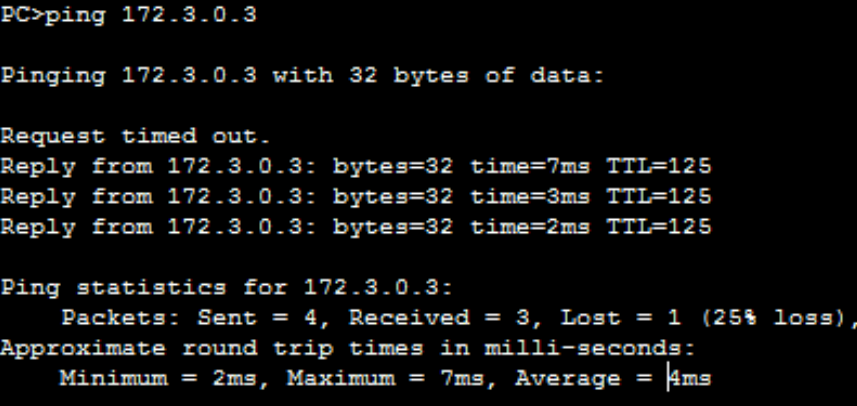 PC>ping 172.3.0.3
Pinging 172.3.0.3 with 32 bytes of data:
Request timed out.
Reply from 172.3.0.3: bytes=32 time=7ms TTL=125
Reply from 172.3.0.3: bytes=32 time=3ms TTL=125
Reply from 172.3.0.3: bytes=32 time=2ms TTL=125
Ping statistics for 172.3.0.3:
Packets: Sent = 4, Received = 3, Lost = 1 (25% loss),
Approximate round trip times in milli-seconds:
Minimum = 2ms, Maximum = 7ms, Average = 4ms